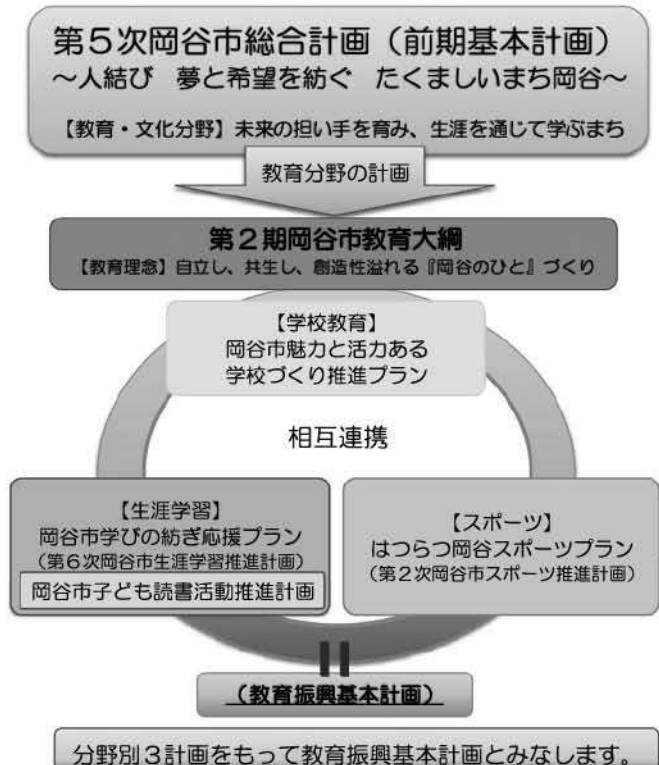 第5次岡谷市総合計画（前期基本計画）
～人結び 夢と希望を紡ぐ たくましいまち岡谷～
【教育・文化分野】未来の担い手を育み、生涯を通じて学ぶまち
教育分野の計画
第2期岡谷市教育大綱
【教育理念】自立し、共生し、創造性溢れる『岡谷のひと』づくり
【学校教育】
岡谷市魅力と活力ある
学校づくり推進プラン
相互連携
【生涯学習】
岡谷市学びの紡ぎ応援プラン
（第6次岡谷市生涯学習推進計画）
岡谷市子ども読書活動推進計画
【スポーツ】
はつらつ岡谷スポーツプラン
（第2次岡谷市スポーツ推進計画）
（教育振興基本計画）
分野別3計画をもって教育振興基本計画とみなします。